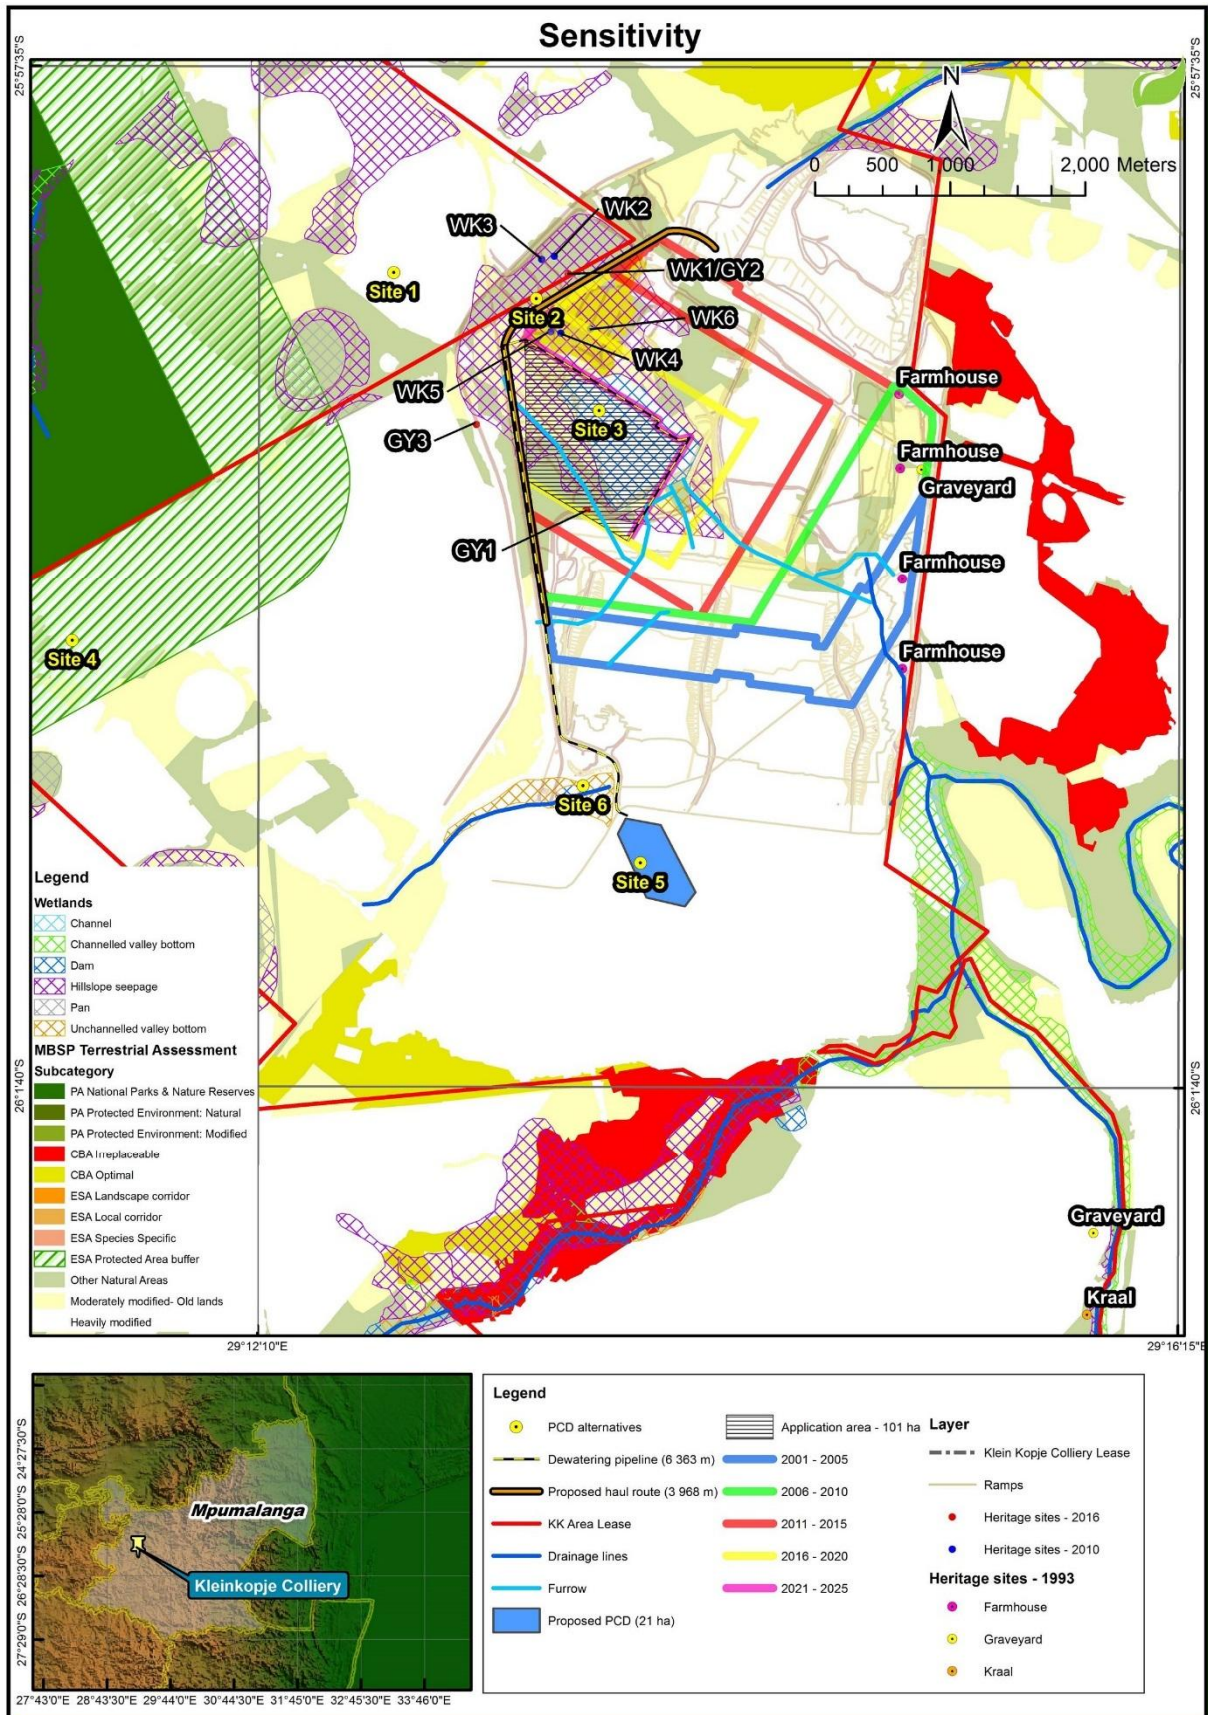 Sensitivity
25°57'35"S
25°57'35"S
N
0 500 1,000 2,000 Meters
WK3
WK2
WK1/GY2
Site 1
Site 2
WK6
WK4
WK5
Farmhouse
Site 3
GY3
Farmhouse
Graveyard
GY1
Farmhouse
Site 4
Farmhouse
Site 6
Site 5
Legend
Wetlands
Channel
Channelled valley bottom
Dam
Hillslope seepage
Pan
Unchannelled valley bottom
MBSP Terrestrial Assessment
Subcategory
PA National Parks & Nature Reserves
PA Protected Environment: Natural
PA Protected Environment: Modified
CBA Irreplaceable
CBA Optimal
ESA Landscape corridor
ESA Local corridor
ESA Species Specific
ESA Protected Area buffer
Other Natural Areas
Moderately modified- Old lands
Heavily modified
26°1'40"S
26°1'40"S
Graveyard
Kraal
29°12'10"E
29°16'15"E
24°27'30"S
25°28'0"S
26°28'30"S
27°29'0"S
Mpumalanga
Kleinkopje Colliery
27°43'0"E 28°43'30"E 29°44'0"E 30°44'30"E 31°45'0"E 32°45'30"E 33°46'0"E
Legend
PCD alternatives
Dewatering pipeline (6 363 m)
Proposed haul route (3 968 m)
KK Area Lease
Drainage lines
Furrow
Proposed PCD (21 ha)
Application area - 101 ha
2001 - 2005
2006 - 2010
2011 - 2015
2016 - 2020
2021 - 2025
Layer
Klein Kopje Colliery Lease
Ramps
Heritage sites - 2016
Heritage sites - 2010
Heritage sites - 1993
Farmhouse
Graveyard
Kraal